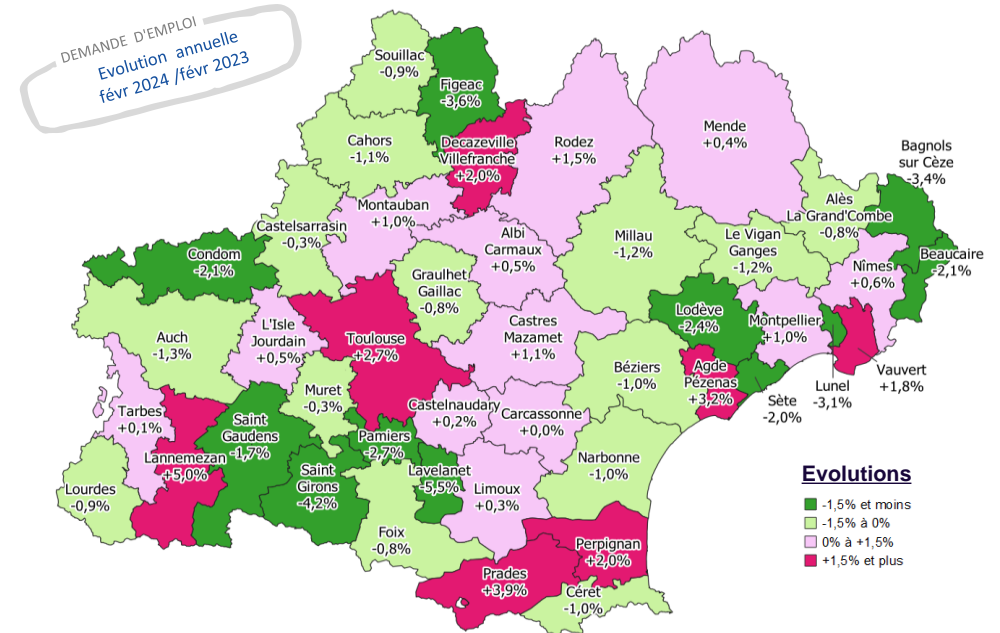 DEMANDE D'EMPLOI
Evolution annuelle
févr 2024 /févr 2023
Souillac
-0,9%
Figeac
-3,6%
Cahors
-1,1%
Decazeville
Villefranche
+2,0%
Rodez
+1,5%
Mende
+0,4%
Bagnols
sur Cèze
-3,4%
Montauban
+1,0%
Castelsarrasin
-0,3%
Albi
Carmaux
+0,5%
Millau
-1,2%
Le Vigan
Ganges
-1,2%
Alès
La Grand'Combe
-0,8%
Beaucaire
-2,1%
Nîmes
+0,6%
Condom
-2,1%
Graulhet
Gaillac
-0,8%
Auch
-1,3%
L'Isle
Jourdain
+0,5%
Toulouse
+2,7%
Castres
Mazamet
+1,1%
Lodève
-2,4%
Montpellier
+1,0%
Béziers
-1,0%
Agde
Pézenas
+3,2%
Sète
-2,0%
Lunel
-3,1%
Vauvert
+1,8%
Muret
-0,3%
Tarbes
+0,1%
Castelnaudary
+0,2%
Carcassonne
+0,0%
Saint
Gaudens
-1,7%
Pamiers
-2,7%
Lannemezan
+5,0%
Saint
Girons
-4,2%
Lavelanet
-5,5%
Narbonne
-1,0%
Lourdes
-0,9%
Limoux
+0,3%
Foix
-0,8%
Perpignan
+2,0%
Prades
+3,9%
Céret
-1,0%
Evolutions
-1,5% et moins
-1,5% à 0%
0% à +1,5%
+1,5% et plus